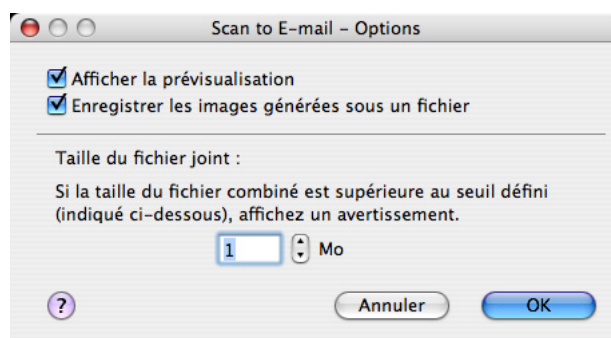 Scan to E-mail – Options
Afficher la prévisualisation
Enregistrer les images générées sous un fichier
Taille du fichier joint :
Si la taille du fichier combiné est supérieure au seuil défini
(indiqué ci-dessous), affichez un avertissement.
1 Mo
? Annuler OK